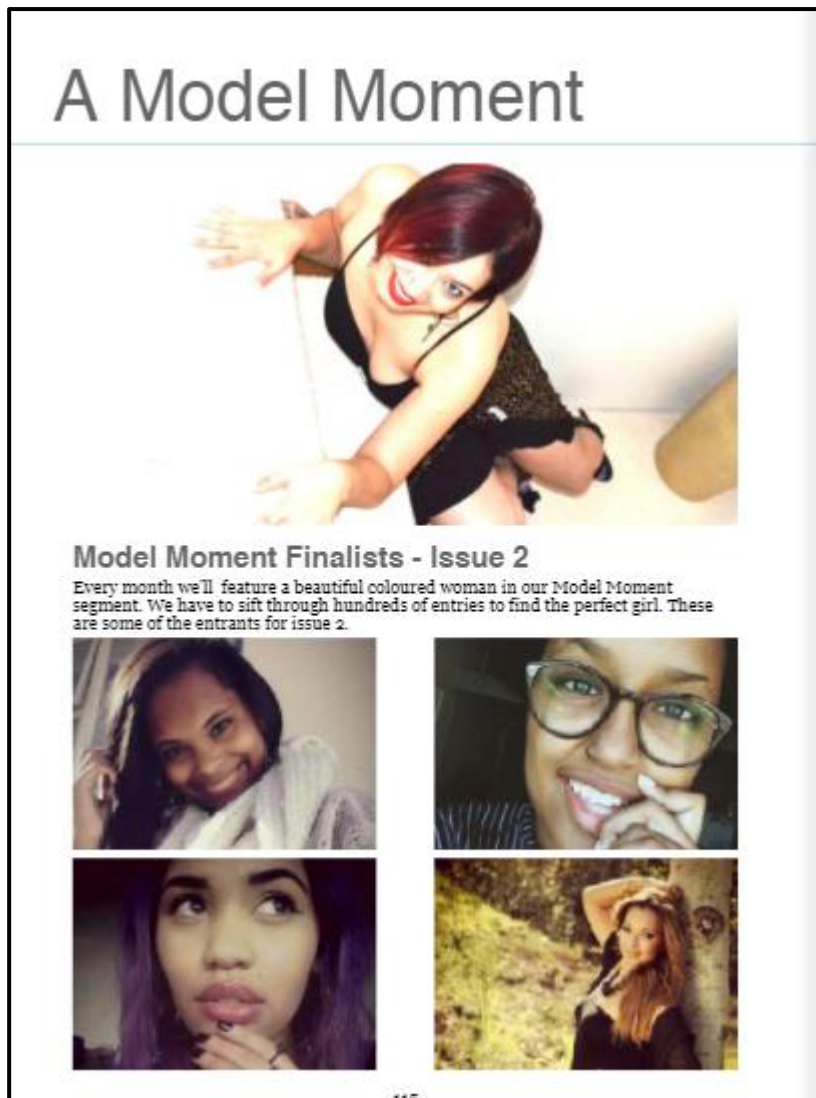 A Model Moment
Model Moment Finalists - Issue 2
Every month we'll feature a beautiful coloured woman in our Model Moment
segment. We have to sift through hundreds of entries to find the perfect girl. These
are some of the entrants for issue 2.